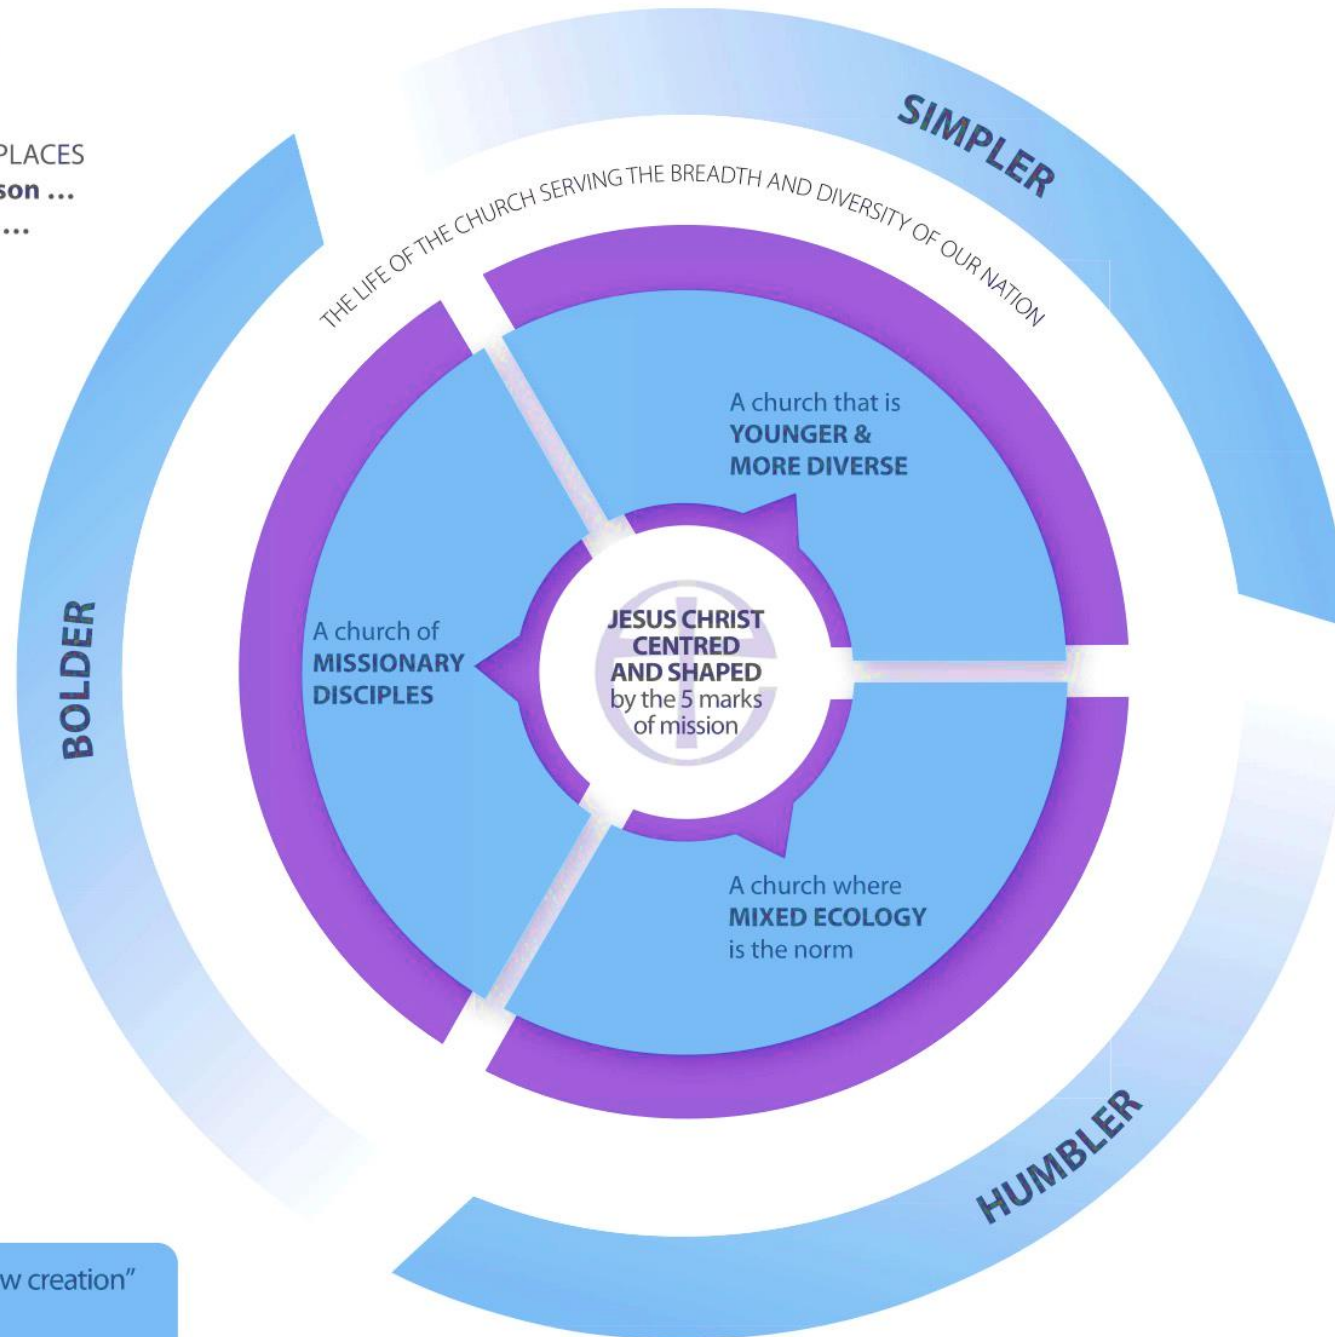 PLACES
son ...
...
SIMPLER
THE LIFE OF THE CHURCH SERVING THE BREADTH AND DIVERSITY OF OUR NATION
A church that is
YOUNGER &
MORE DIVERSE
BOLDER
A church of
MISSIONARY
DISCIPLES
JESUS CHRIST
CENTRED
AND SHAPED
by the 5 marks
of mission
A church where
MIXED ECOLOGY
is the norm
HUMBLER
w creation”